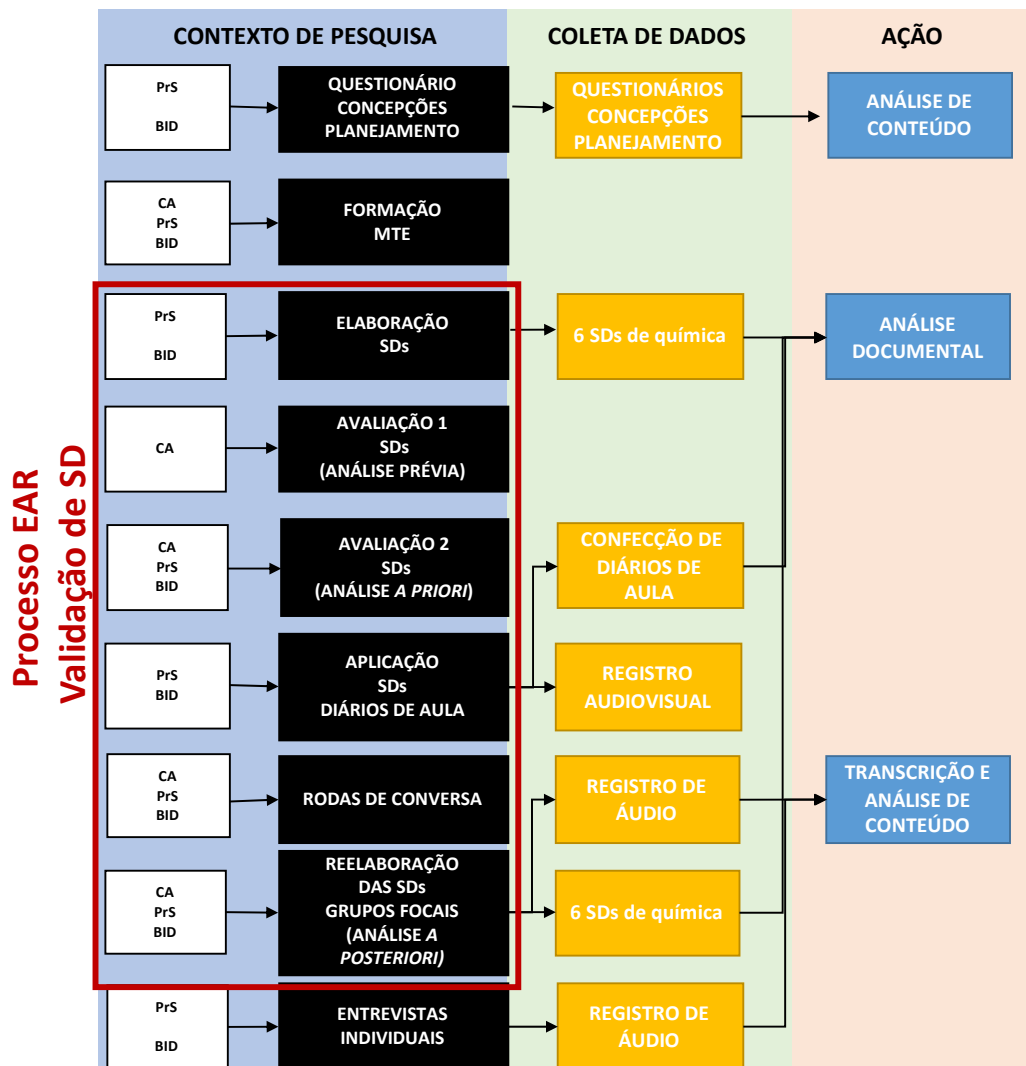 CONTEXTO DE PESQUISA
COLETA DE DADOS
AÇÃO
PrS
BID
QUESTIONÁRIO
CONCEPÇÕES
PLANEJAMENTO
QUESTIONÁRIOS
CONCEPÇÕES
PLANEJAMENTO
ANÁLISE DE
CONTEÚDO
CA
PrS
BID
FORMAÇÃO
MTE
Processo EAR
Validação de SD
PrS
BID
ELABORAÇÃO
SDs
6 SDs de química
ANÁLISE
DOCUMENTAL
CA
AVALIAÇÃO 1
SDs
(ANÁLISE PRÉVIA)
CA
PrS
BID
AVALIAÇÃO 2
SDs
(ANÁLISE A PRIORI)
CONFECÇÃO DE
DIÁRIOS DE
AULA
PrS
BID
APLICAÇÃO
SDs
DIÁRIOS DE AULA
REGISTRO
AUDIOVISUAL
CA
PrS
BID
RODAS DE CONVERSA
REGISTRO DE
ÁUDIO
TRANSCRIÇÃO E
ANÁLISE DE
CONTEÚDO
CA
PrS
BID
REELABORAÇÃO
DAS SDs
GRUPOS FOCAIS
(ANÁLISE A
POSTERIORI)
6 SDs de química
PrS
BID
ENTREVISTAS
INDIVIDUAIS
REGISTRO DE
ÁUDIO